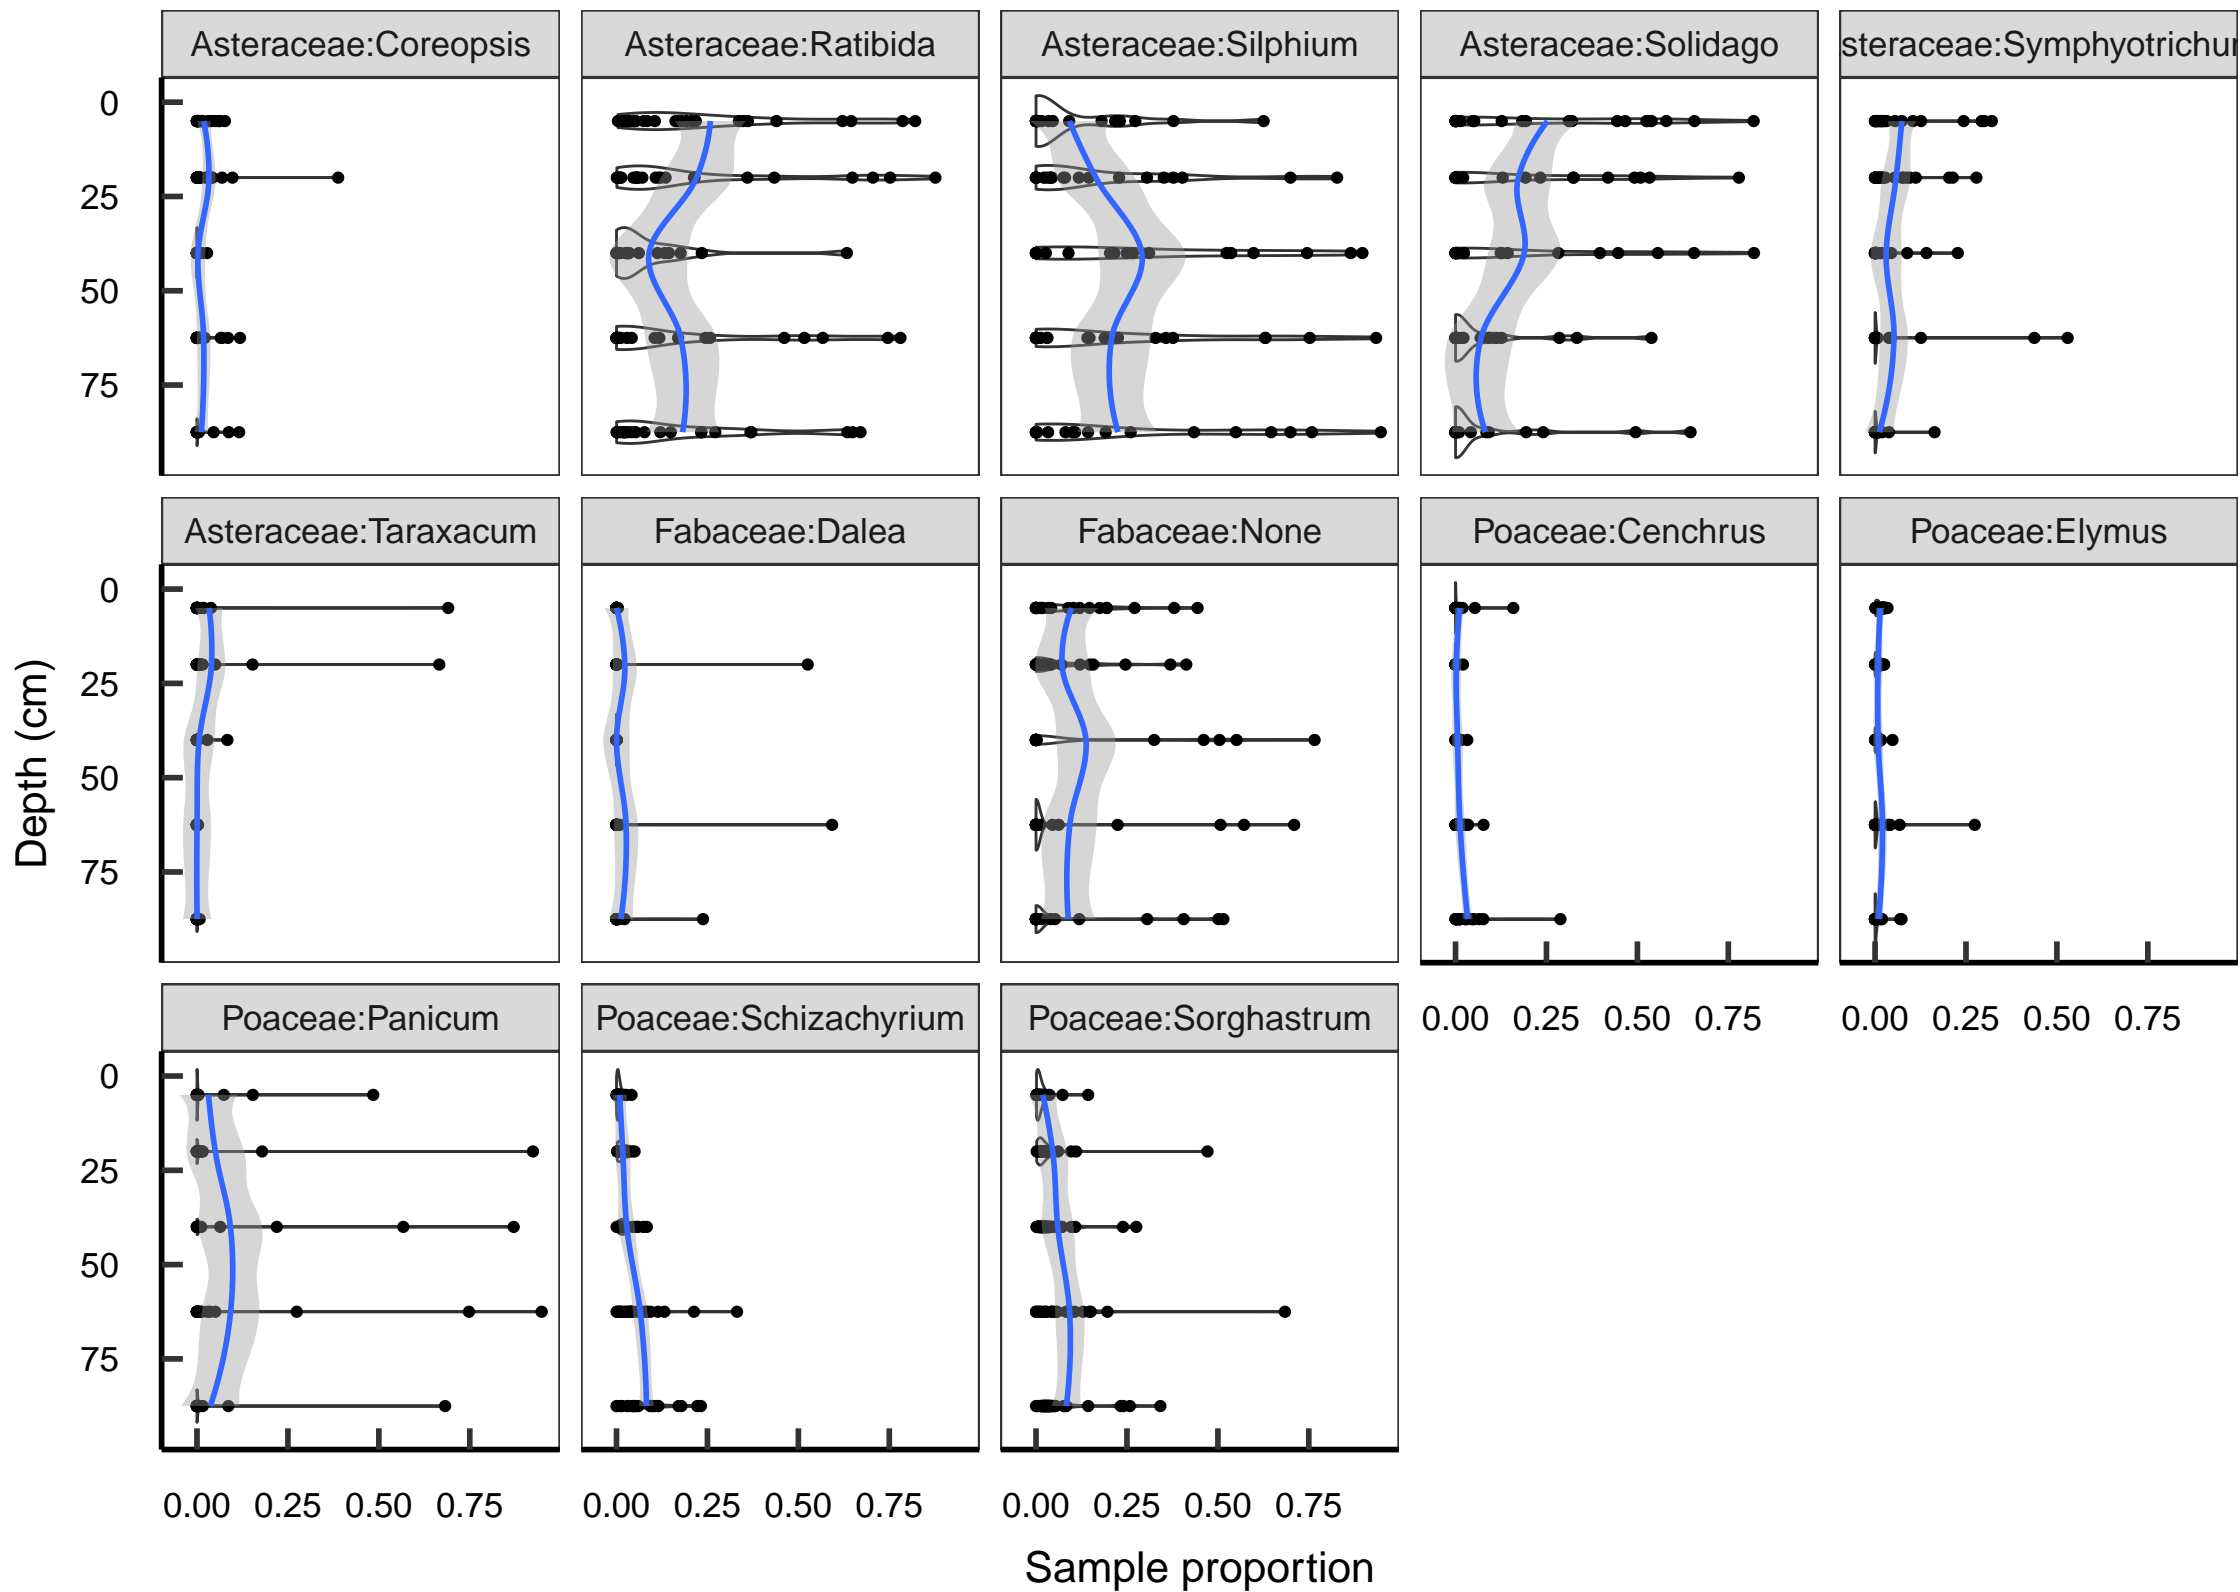 Asteraceae:Coreopsis
Asteraceae:Ratibida
Asteraceae:Silphium
Asteraceae:Solidago
steraceae:Symphyotrichur
0
25
50
75
Asteraceae:Taraxacum
Fabaceae:Dalea
Fabaceae:None
Poaceae:Cenchrus
Poaceae:Elymus
0
25
50
75
Depth (cm)
0.00 0.25 0.50 0.75
0.00 0.25 0.50 0.75
Poaceae:Panicum
Poaceae:Schizachyrium
Poaceae:Sorghastrum
0
25
50
75
0.00 0.25 0.50 0.75
0.00 0.25 0.50 0.75
0.00 0.25 0.50 0.75
Sample proportion